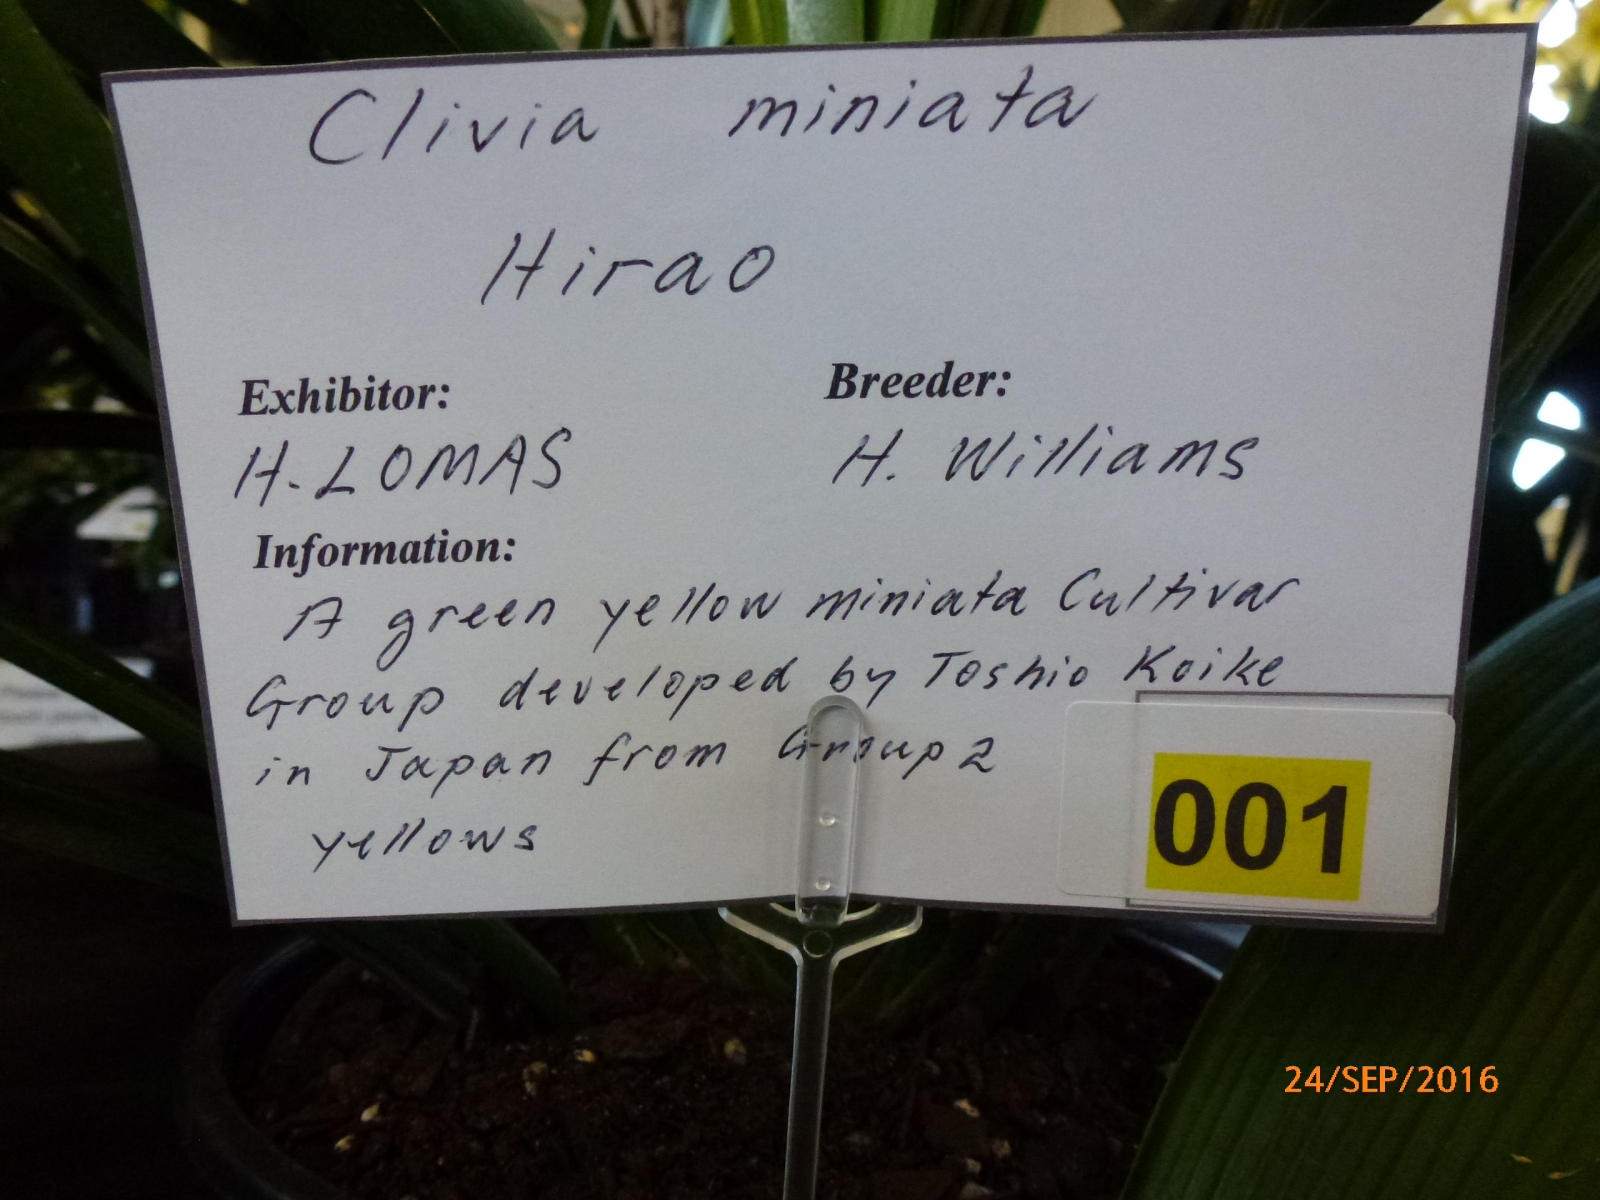 Clivia miniata
Hirao
Exhibitor:
H. LOMAS
Breeder:
H. Williams
Information:
A green yellow miniata Cultivar
Group developed by Toshio Koike
in Japan from Group 2
yellows
001
24/SEP/2016